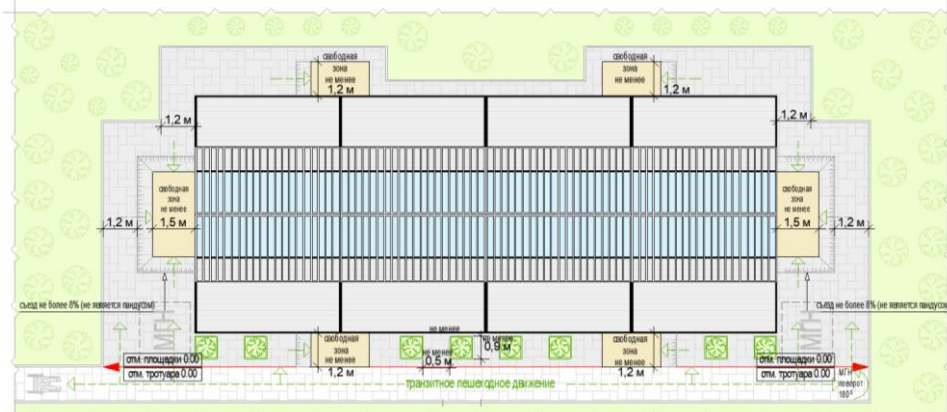 свободная
зона
не менее
1,2 м
свободная
зона
не менее
1,2 м
1,2 м
1,2 м
свободная
зона
не менее
1,5 м
1,2 м
свободная
зона
не менее
1,5 м
1,2 м
съезд не более 8% (не является пандусом)
съезд не более 8% (не является пандусом
МГН
МГН
не менее
не менее
0,9 м
свободная
зона
не менее
1,2 м
не менее
0,5 м
свободная
зона
не менее
1,2 м
отм. площадки 0.00
отм. тротуара 0.00
отм. площадки 0.00
отм. тротуара 0.00
транзитное пешеходное движение
МГН
поворот
180°